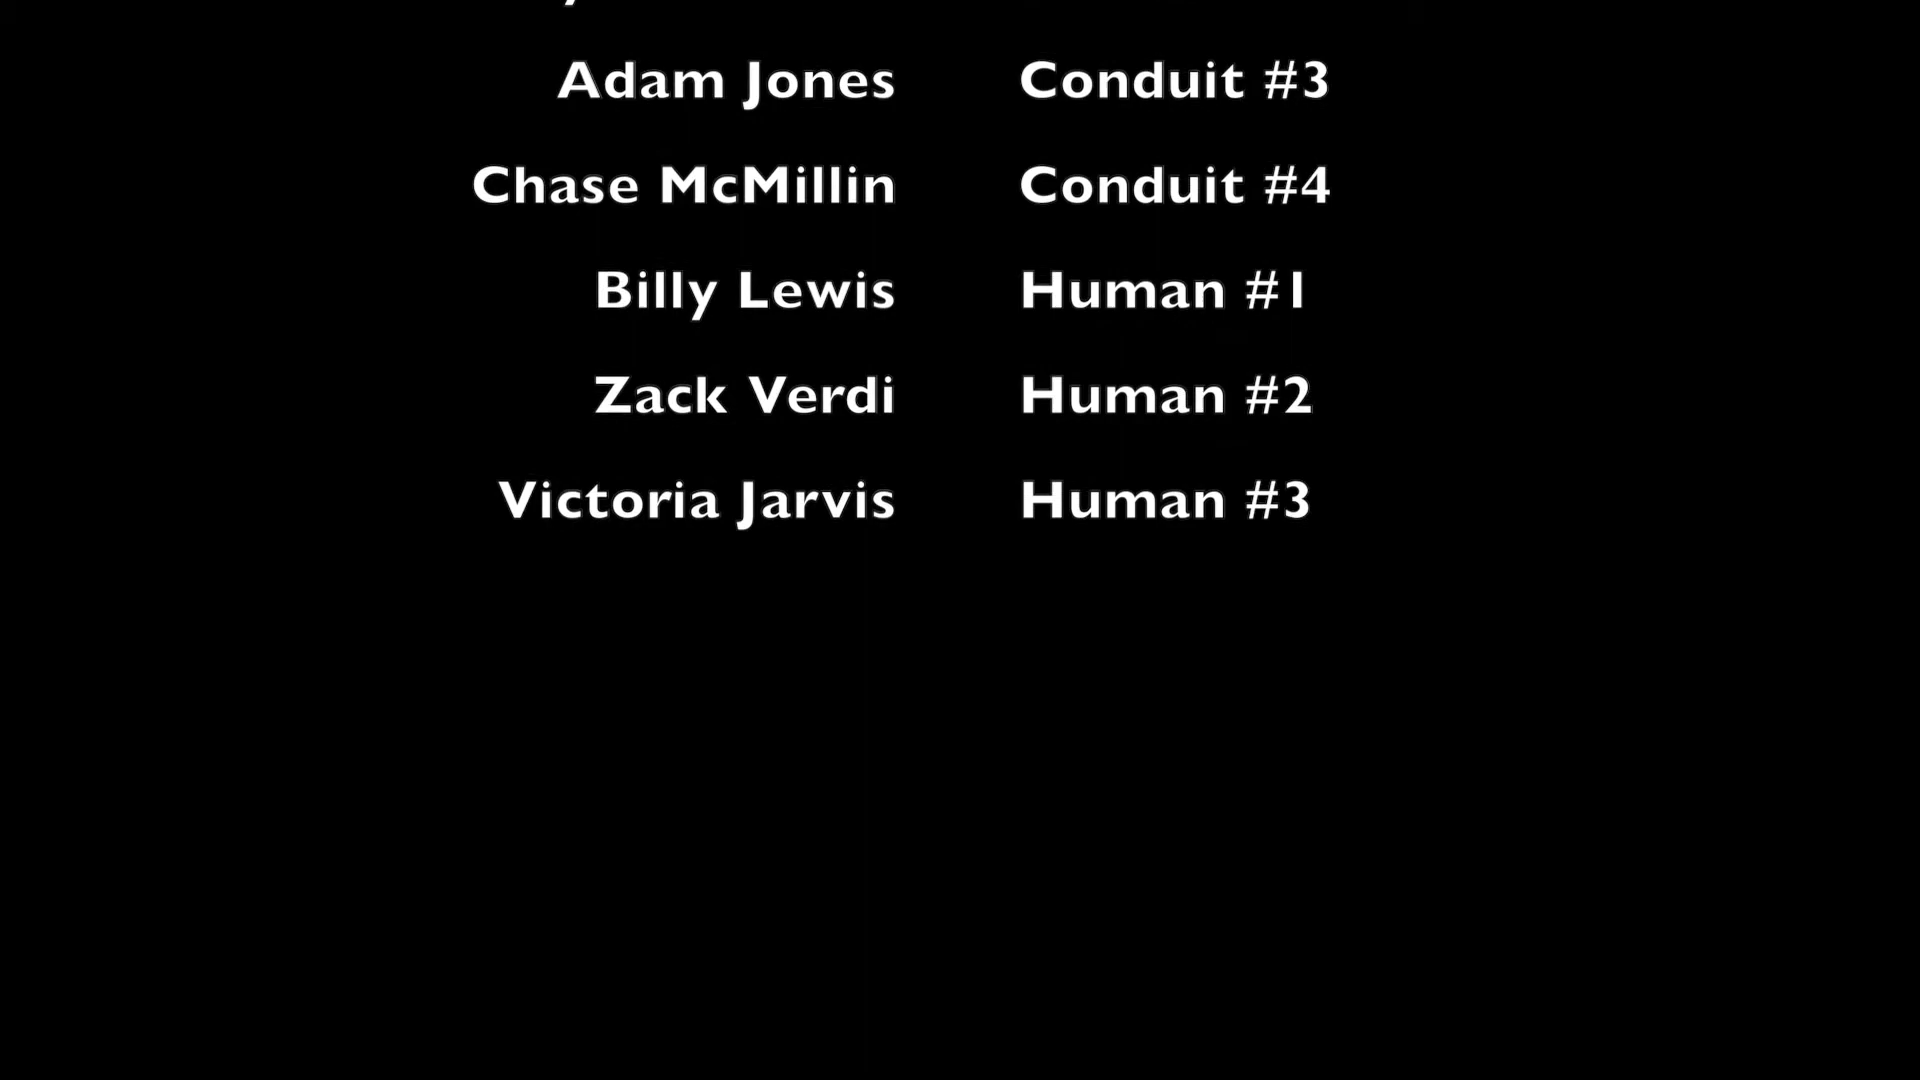 Adam Jones Conduit #3
Chase McMillin Conduit #4
Billy Lewis Human #1
Zack Verdi Human #2
Victoria Jarvis Human #3